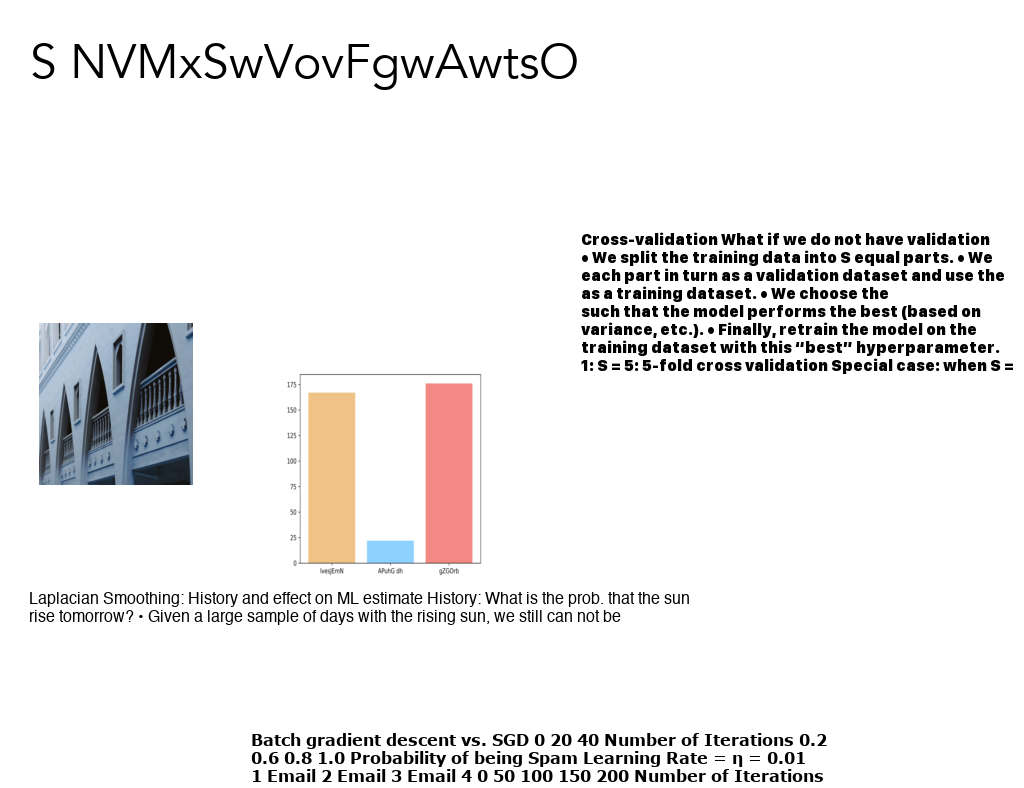 S NVMxSwVovFgwAwtsO
Cross-validation What if we do not have validation
• We split the training data into S equal parts. • We
each part in turn as a validation dataset and use the
as a training dataset. • We choose the
such that the model performs the best (based on
variance, etc.). • Finally, retrain the model on the
training dataset with this “best” hyperparameter.
1: S = 5: 5-fold cross validation Special case: when S =
175
150
125
100
75
50
25
0
IvesJEmN APuhG dh gZGOrb
Laplacian Smoothing: History and effect on ML estimate History: What is the prob. that the sun
rise tomorrow? • Given a large sample of days with the rising sun, we still can not be
Batch gradient descent vs. SGD 0 20 40 Number of Iterations 0.2
0.6 0.8 1.0 Probability of being Spam Learning Rate = η = 0.01
1 Email 2 Email 3 Email 4 0 50 100 150 200 Number of Iterations